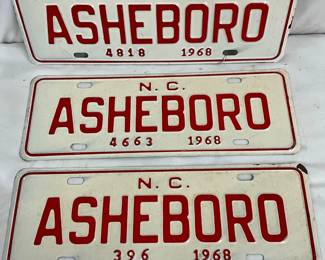 ASHEBORO
4818 1968
N.C.
ASHEBORO
4663 1968
N.C.
ASHEBORO
396 1968